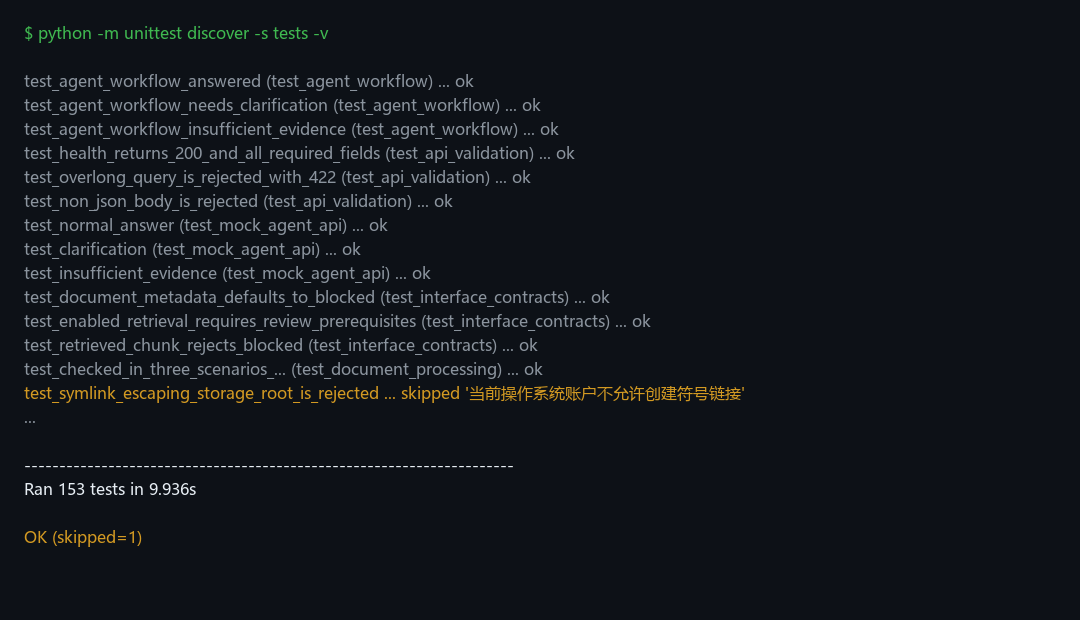 $ python -m unittest discover -s tests -v
test_agent_workflow_answered (test_agent_workflow) ... ok
test_agent_workflow_needs_clarification (test_agent_workflow) ... ok
test_agent_workflow_insufficient_evidence (test_agent_workflow) ... ok
test_health_returns_200_and_all_required_fields (test_api_validation) ... ok
test_overlong_query_is_rejected_with_422 (test_api_validation) ... ok
test_non_json_body_is_rejected (test_api_validation) ... ok
test_normal_answer (test_mock_agent_api) ... ok
test_clarification (test_mock_agent_api) ... ok
test_insufficient_evidence (test_mock_agent_api) ... ok
test_document_metadata_defaults_to_blocked (test_interface_contracts) ... ok
test_enabled_retrieval_requires_review_prerequisites (test_interface_contracts) ... ok
test_retrieved_chunk_rejects_blocked (test_interface_contracts) ... ok
test_checked_in_three_scenarios_... (test_document_processing) ... ok
test_symlink_escaping_storage_root_is_rejected ... skipped '当前操作系统账户不允许创建符号链接'
...
----------------------------------------------------------------------
Ran 153 tests in 9.936s
OK (skipped=1)